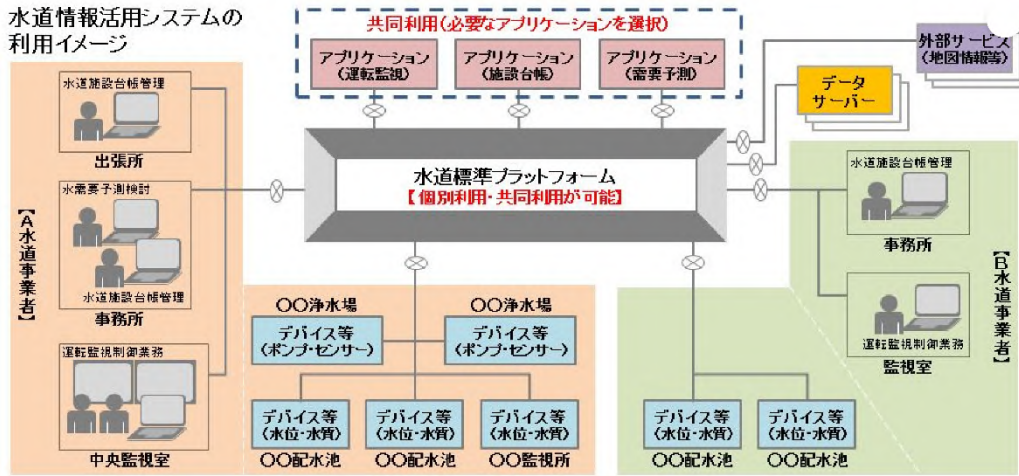 水道情報活用システムの
利用イメージ
共同利用(必要なアプリケーションを選択)
アプリケーション
(運転監視)
アプリケーション
(施設台帳)
アプリケーション
(需要予測)
外部サービス
(地図情報等)
データ
サーバー
水道標準プラットフォーム
【個別利用・共同利用が可能】
【A水道事業者】
水道施設台帳管理
出張所
水需要予測検討
水道施設台帳管理
事務所
運転監視制御業務
中央監視室
〇〇浄水場
デバイス等
(ポンプ・センサー)
〇〇浄水場
デバイス等
(ポンプ・センサー)
デバイス等
(水位・水質)
〇〇配水池
デバイス等
(水位・水質)
〇〇配水池
デバイス等
(水位・水質)
〇〇監視所
デバイス等
(水位・水質)
〇〇配水池
デバイス等
(水位・水質)
〇〇配水池
水道施設台帳管理
事務所
運転監視制御業務
監視室
【B水道事業者】